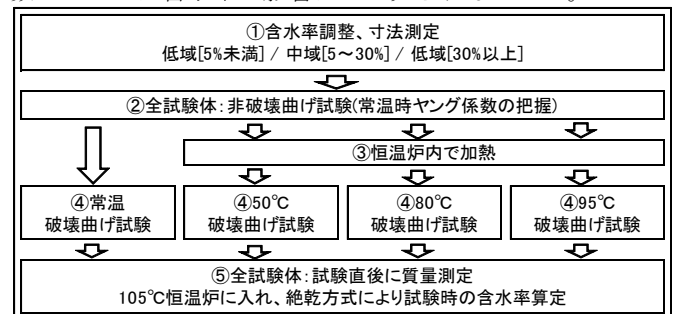 ①含水率調整、寸法測定
低域[5%未満] / 中域[5～30%] / 低域[30%以上]
②全試験体：非破壊曲げ試験(常温時ヤング係数の把握)
③恒温炉内で加熱
④常温
破壊曲げ試験
④50℃
破壊曲げ試験
④80℃
破壊曲げ試験
④95℃
破壊曲げ試験
⑤全試験体：試験直後に質量測定
105℃恒温炉に入れ、絶乾方式により試験時の含水率算定